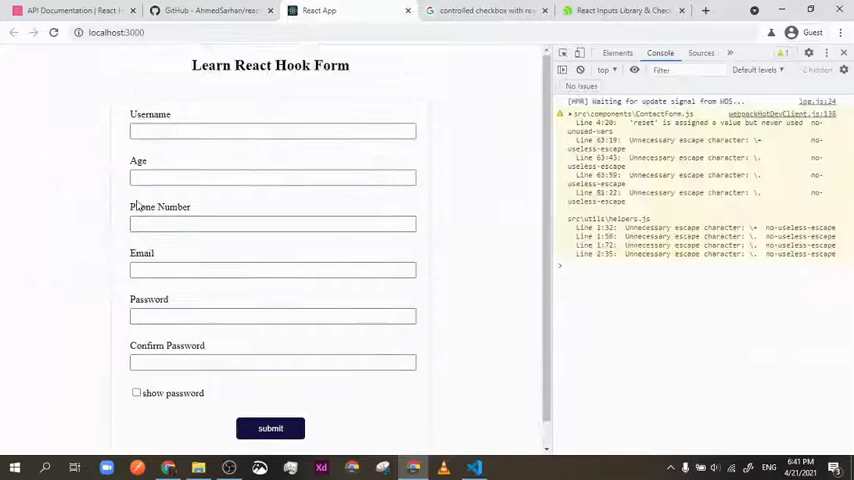 API Documentation | React Hook
GitHub - AhmedSarhan/reac
React App
controlled checkbox with rea
React Inputs Library & Check
localhost:3000
Guest
Learn React Hook Form
Username
Age
Phone Number
Email
Password
Confirm Password
show password
submit
Elements
Console
Sources
»
1
top
Filter
Default levels
2 hidden
No Issues
[HMR] Waiting for update signal from WDS...
log.js:24
src\components\ContactForm.js
webpackHotDevClient.js:138
Line 4:20: 'reset' is assigned a value but never used no-
unused-vars
Line 63:19: Unnecessary escape character: \+ no-
useless-escape
Line 63:43: Unnecessary escape character: \. no-
useless-escape
Line 63:59: Unnecessary escape character: \. no-
useless-escape
Line 81:22: Unnecessary escape character: \. no-
useless-escape
src\utils\helpers.js
Line 1:32: Unnecessary escape character: \+ no-useless-escape
Line 1:56: Unnecessary escape character: \. no-useless-escape
Line 1:72: Unnecessary escape character: \. no-useless-escape
Line 2:35: Unnecessary escape character: \. no-useless-escape
Xd
ENG
6:41 PM
4/21/2021